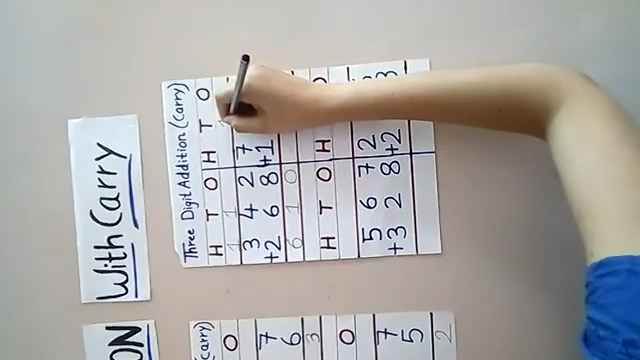 ON With Carry
Carry)
O
7
6
3
O
7
5
2
Three Digit Addition (Carry)
H T O H T O
1 1
3 4 2 7
+2 6 8 +1
6 1 0
H T O H O
5 6 7 2 3
+3 2 8 +2